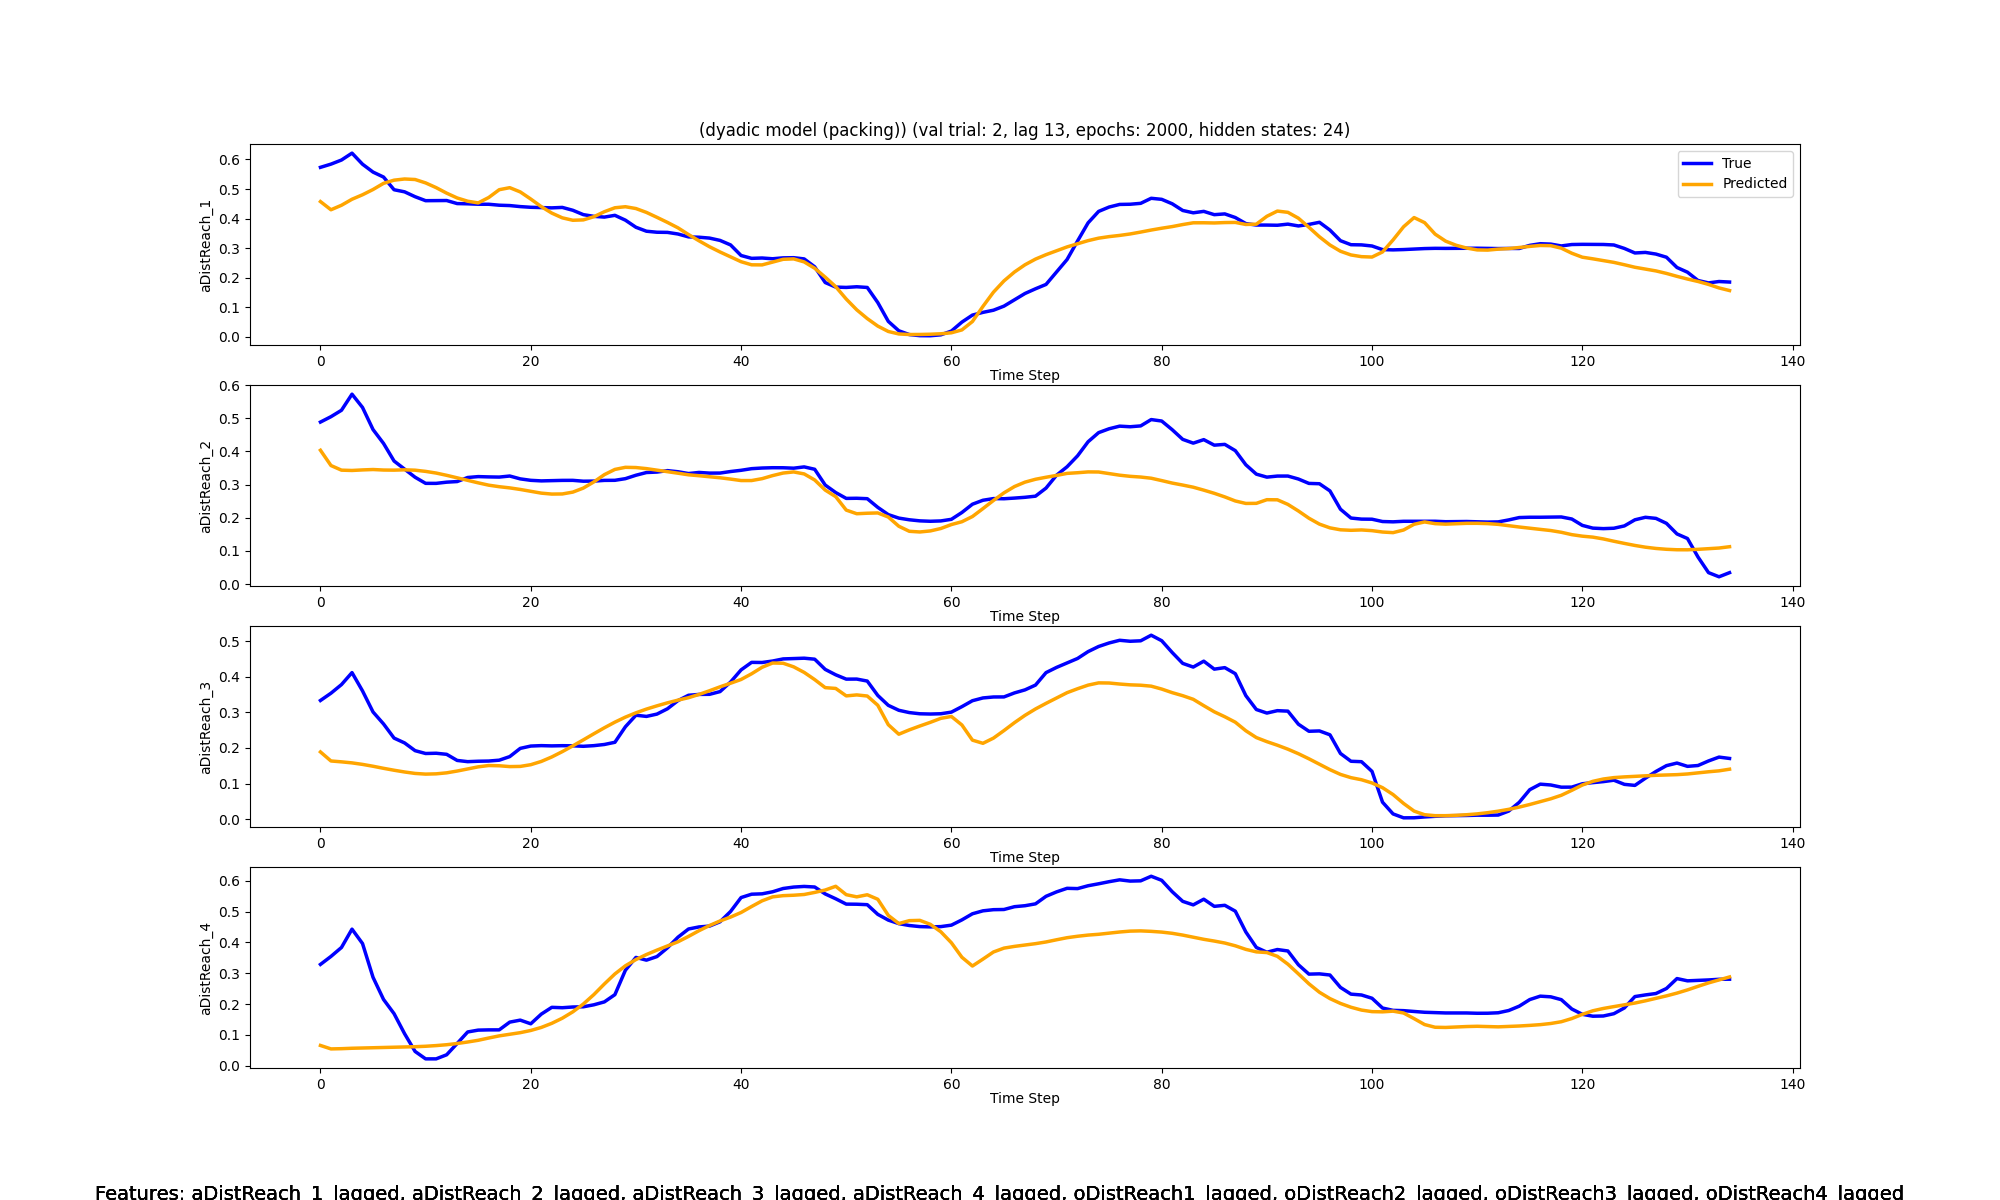 (dyadic model (packing)) (val trial: 2, lag 13, epochs: 2000, hidden states: 24)
True
Predicted
aDistReach_1
0.6
0.5
0.4
0.3
0.2
0.1
0.0
0 20 40 60 80 100 120 140
Time Step
aDistReach_2
0.6
0.5
0.4
0.3
0.2
0.1
0.0
0 20 40 60 80 100 120 140
Time Step
aDistReach_3
0.5
0.4
0.3
0.2
0.1
0.0
0 20 40 60 80 100 120 140
Time Step
aDistReach_4
0.6
0.5
0.4
0.3
0.2
0.1
0.0
0 20 40 60 80 100 120 140
Time Step
Features: aDistReach_1_lagged, aDistReach_2_lagged, aDistReach_3_lagged, aDistReach_4_lagged, oDistReach1_lagged, oDistReach2_lagged, oDistReach3_lagged, oDistReach4_lagged